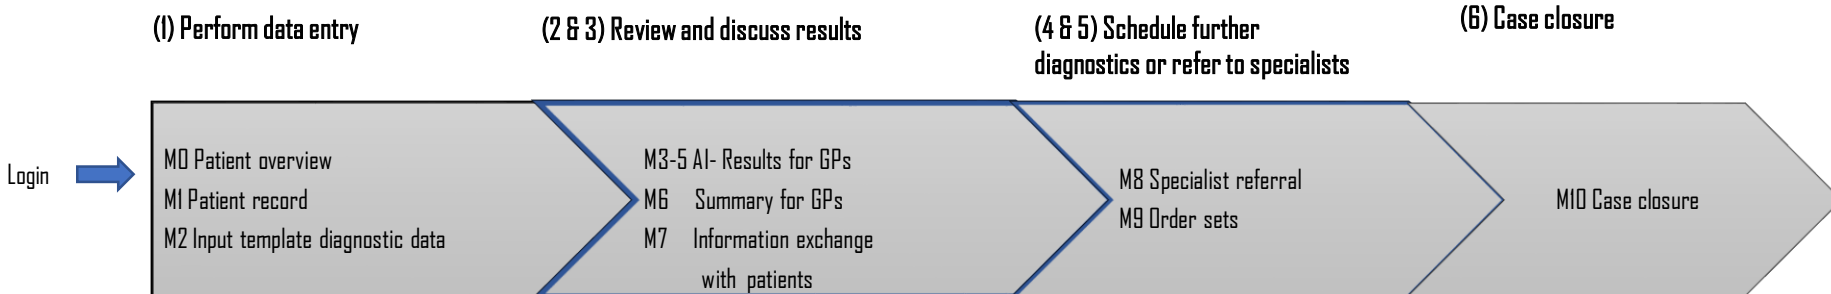 (1) Perform data entry
(2 & 3) Review and discuss results
(4 & 5) Schedule further
diagnostics or refer to specialists
(6) Case closure
Login
M0 Patient overview
M1 Patient record
M2 Input template diagnostic data
M3-5 AI- Results for GPs
M6 Summary for GPs
M7 Information exchange
with patients
M8 Specialist referral
M9 Order sets
M10 Case closure